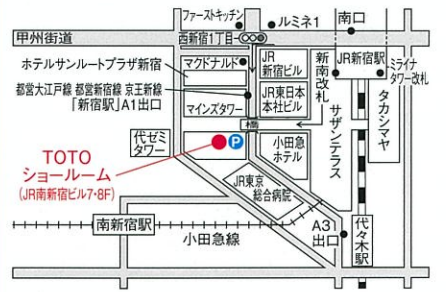 ファーストキッチン
ルミネ1
南口
甲州街道
西新宿1丁目
ホテルサンルートプラザ新宿
マクドナルド
JR
新宿ビル
新南改札
JR新宿駅
ミライナ
タワー改札
都営大江戸線 都営新宿線 京王新線
「新宿駅」A1出口
JR東日本
本社ビル
マインズタワー
サザンテラス
タカシマヤ
橋
代ゼミ
タワー
P
小田急
ホテル
TOTO
ショールーム
(JR南新宿ビル7・8F)
JR東京
総合病院
A3
出口
代々木駅
南新宿駅
小田急線